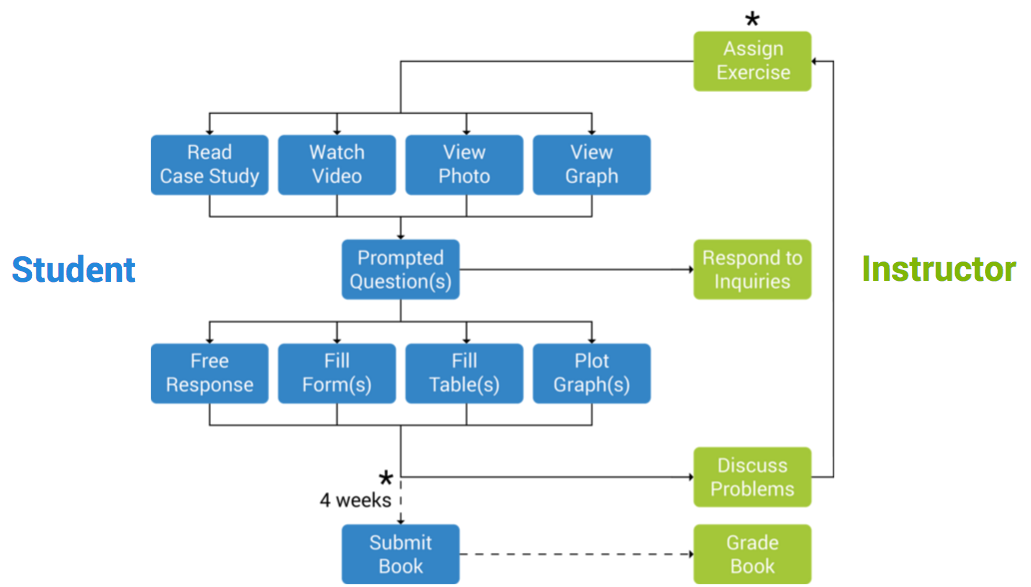 *
Assign
Exercise
Read
Case Study
Watch
Video
View
Photo
View
Graph
Student
Prompted
Question(s)
Respond to
Inquiries
Instructor
Free
Response
Fill
Form(s)
Fill
Table(s)
Plot
Graph(s)
Discuss
Problems
*
4 weeks
Submit
Book
Grade
Book